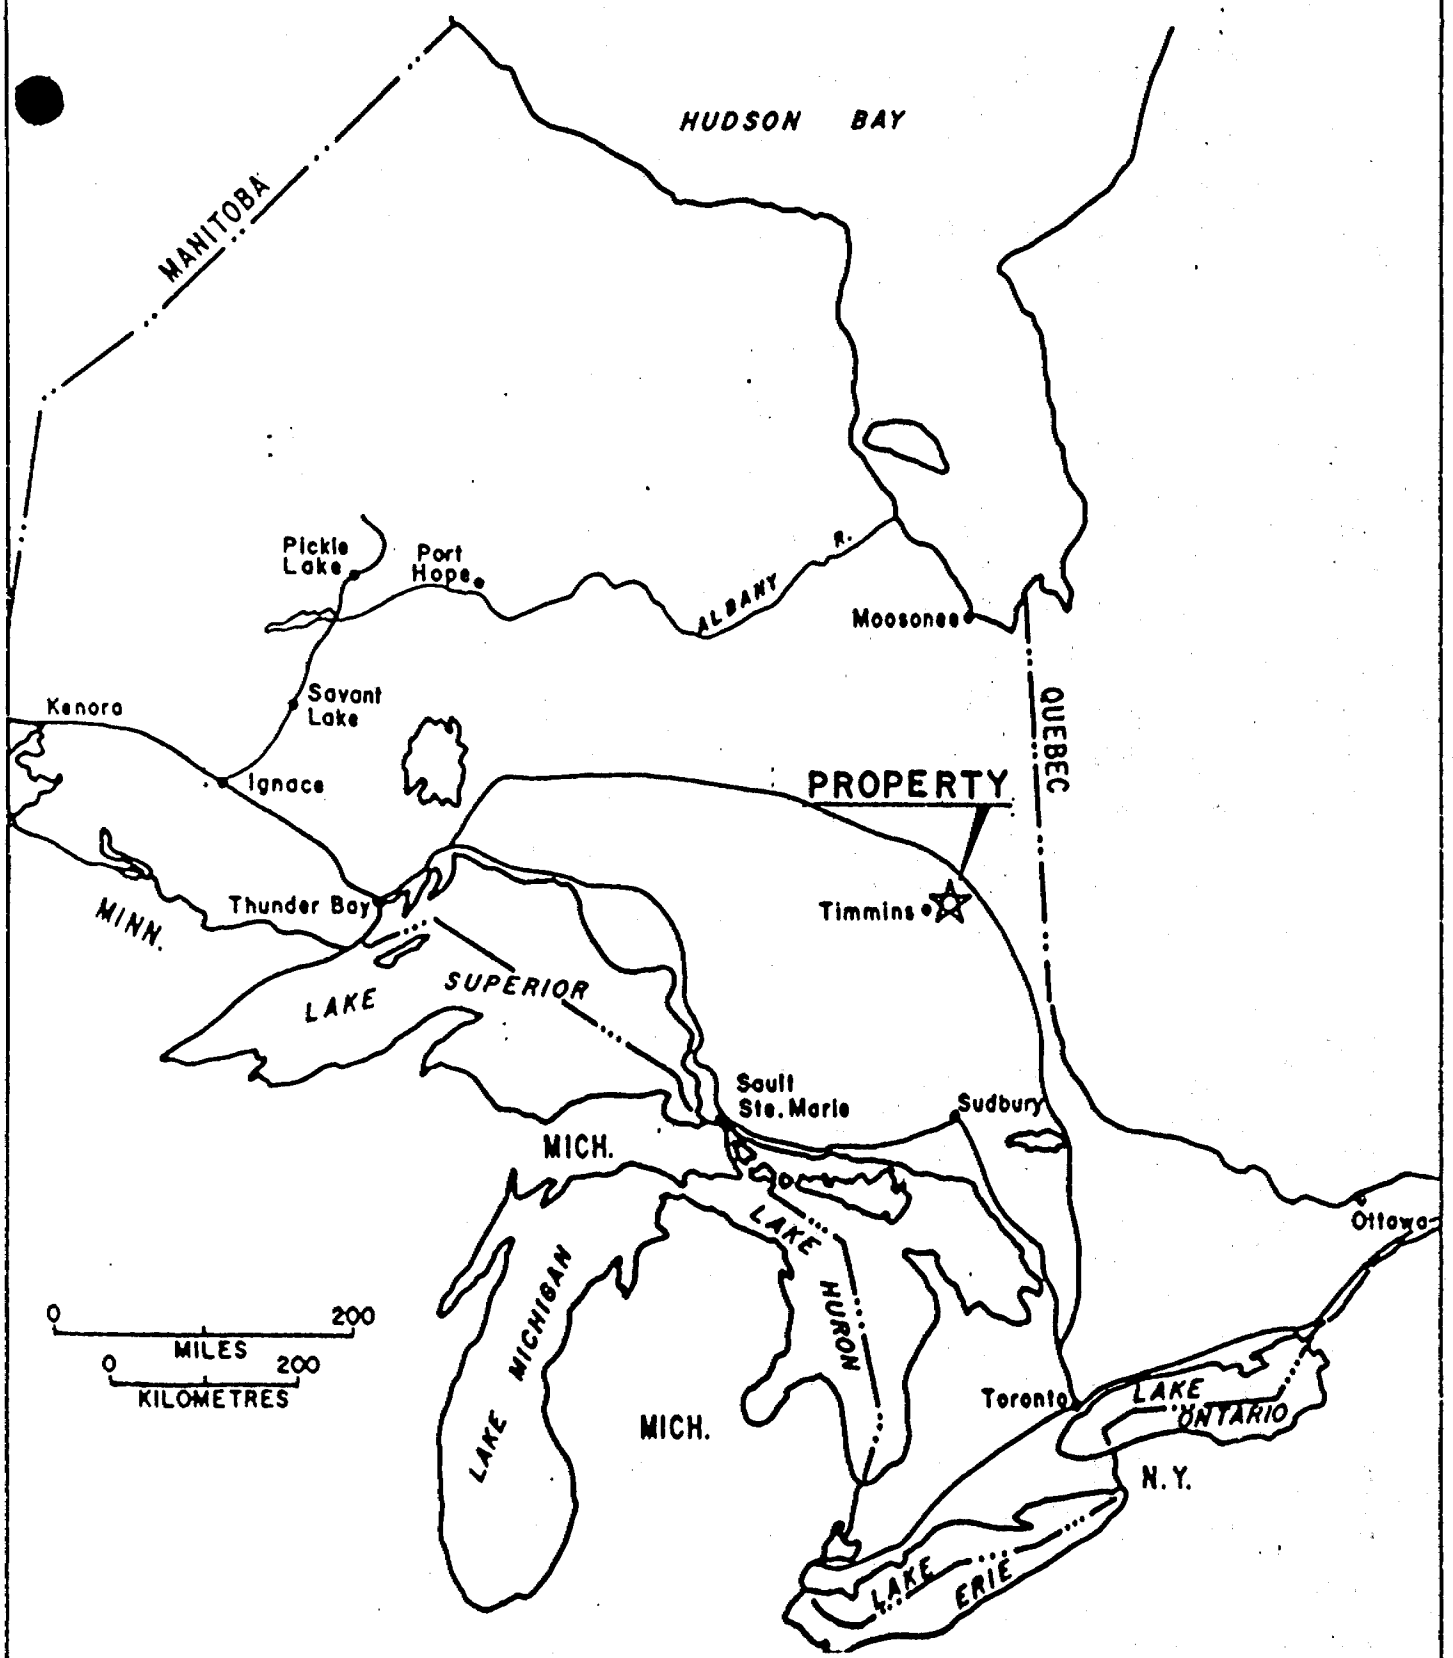 HUDSON BAY
MANITOBA
Pickle
Lake
Port
Hope
ALBANY R.
Moosonee
Kenora
Savant
Lake
QUEBEC
Ignace
PROPERTY
Thunder Bay
Timmins
MINN.
LAKE SUPERIOR
Sault
Ste. Marie
Sudbury
MICH.
LAKE
HURON
Ottawa
LAKE MICHIGAN
0 200
MILES
0 200
KILOMETRES
MICH.
Toronto
LAKE
ONTARIO
N.Y.
LAKE
ERIE